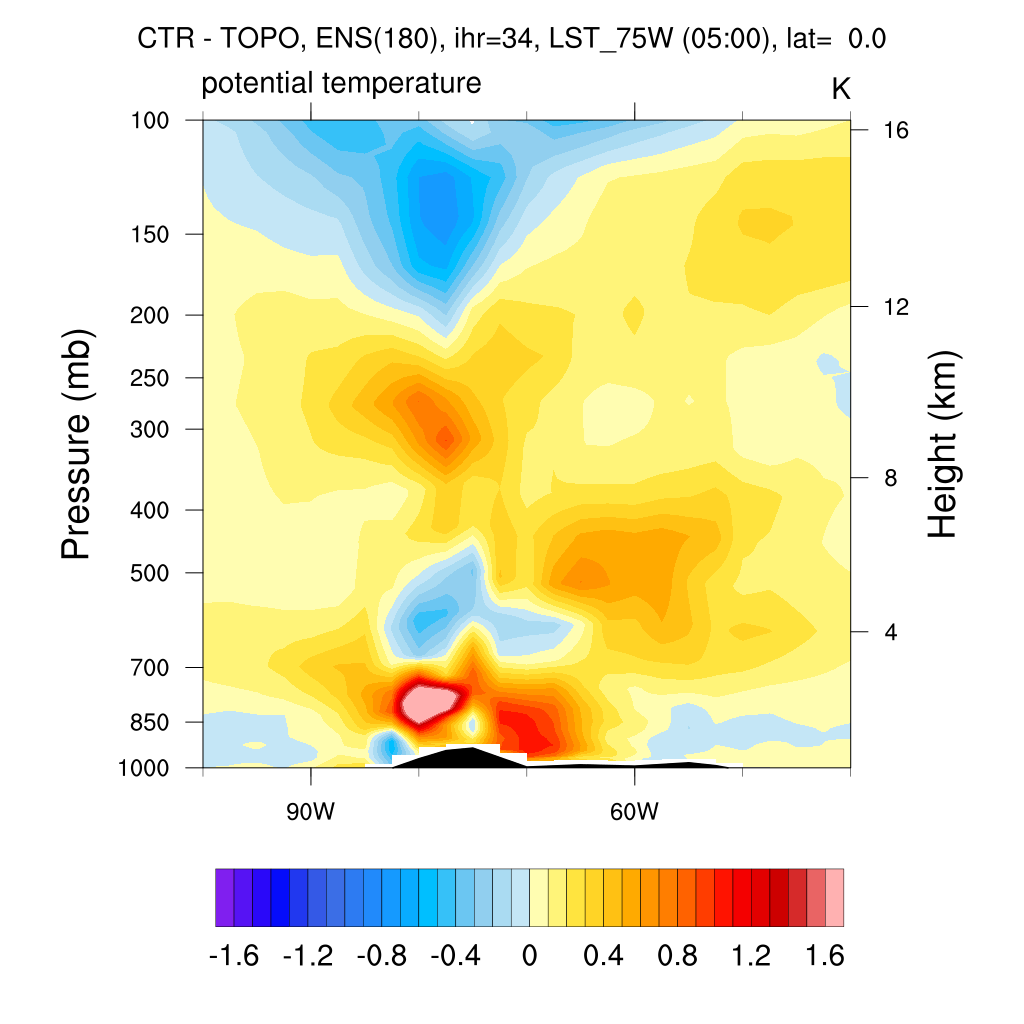 CTR - TOPO, ENS(180), ihr=34, LST_75W (05:00), lat=  0.0
potential temperature K
100
150
200
250
300
400
500
700
850
1000
Pressure (mb)
16
12
8
4
Height (km)
90W 60W
-1.6 -1.2 -0.8 -0.4 0 0.4 0.8 1.2 1.6